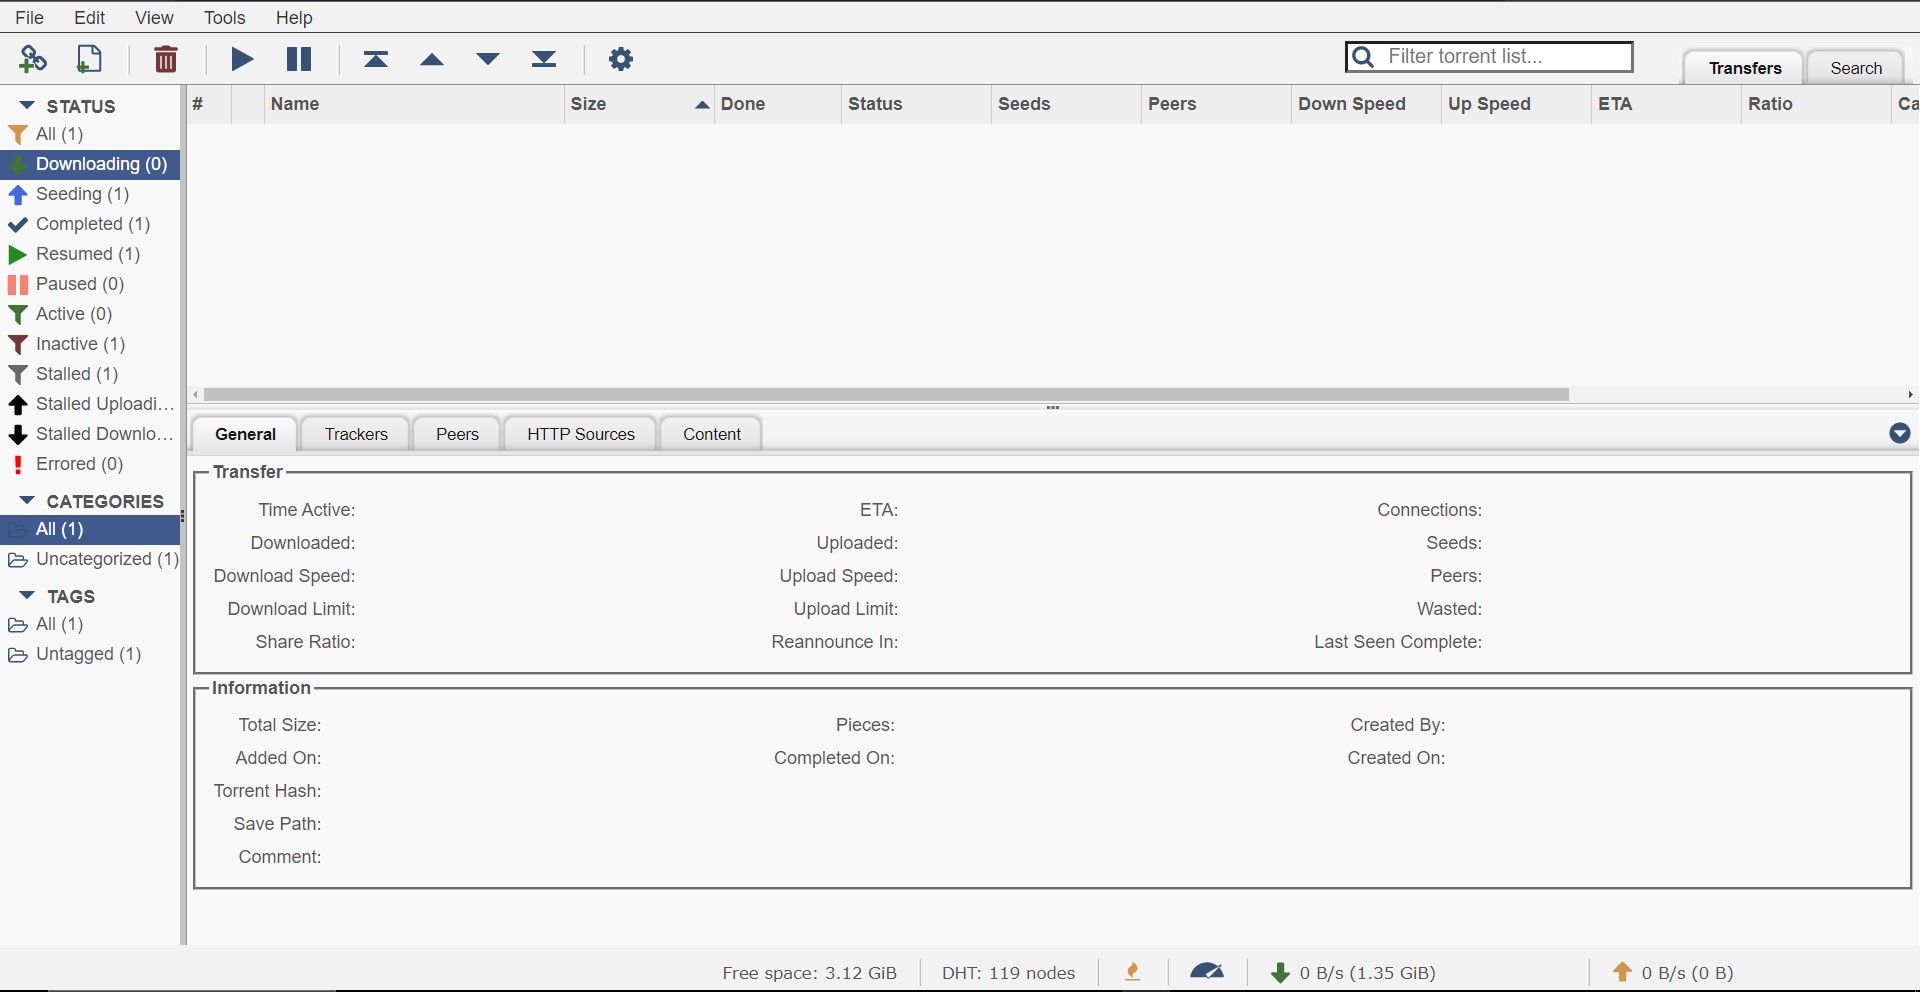 File Edit View Tools Help
Filter torrent list...
Transfers Search
STATUS
All (1)
Downloading (0)
Seeding (1)
Completed (1)
Resumed (1)
Paused (0)
Active (0)
Inactive (1)
Stalled (1)
Stalled Uploadi...
Stalled Downlo...
Errored (0)
CATEGORIES
All (1)
Uncategorized (1)
TAGS
All (1)
Untagged (1)
# Name Size Done Status Seeds Peers Down Speed Up Speed ETA Ratio Ca
General Trackers Peers HTTP Sources Content
Transfer
Time Active: ETA: Connections:
Downloaded: Uploaded: Seeds:
Download Speed: Upload Speed: Peers:
Download Limit: Upload Limit: Wasted:
Share Ratio: Reannounce In: Last Seen Complete:
Information
Total Size: Pieces: Created By:
Added On: Completed On: Created On:
Torrent Hash:
Save Path:
Comment:
Free space: 3.12 GiB DHT: 119 nodes 0 B/s (1.35 GiB) 0 B/s (0 B)